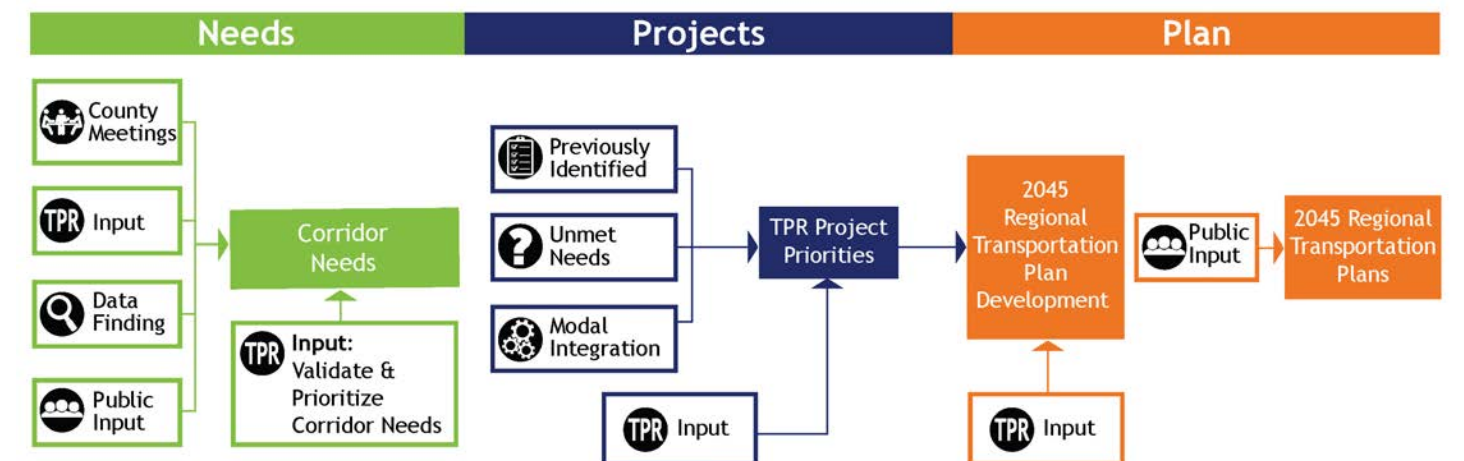 Needs
Projects
Plan
County
Meetings
TPR Input
Data
Finding
Public
Input
Corridor
Needs
TPR Input:
Validate &
Prioritize
Corridor Needs
Previously
Identified
? Unmet
Needs
Modal
Integration
TPR Project
Priorities
TPR Input
2045
Regional
Transportation
Plan
Development
TPR Input
Public
Input
2045 Regional
Transportation
Plans